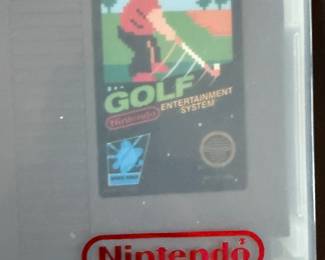 GOLF
Nintendo
ENTERTAINMENT
SYSTEM
Nintendo